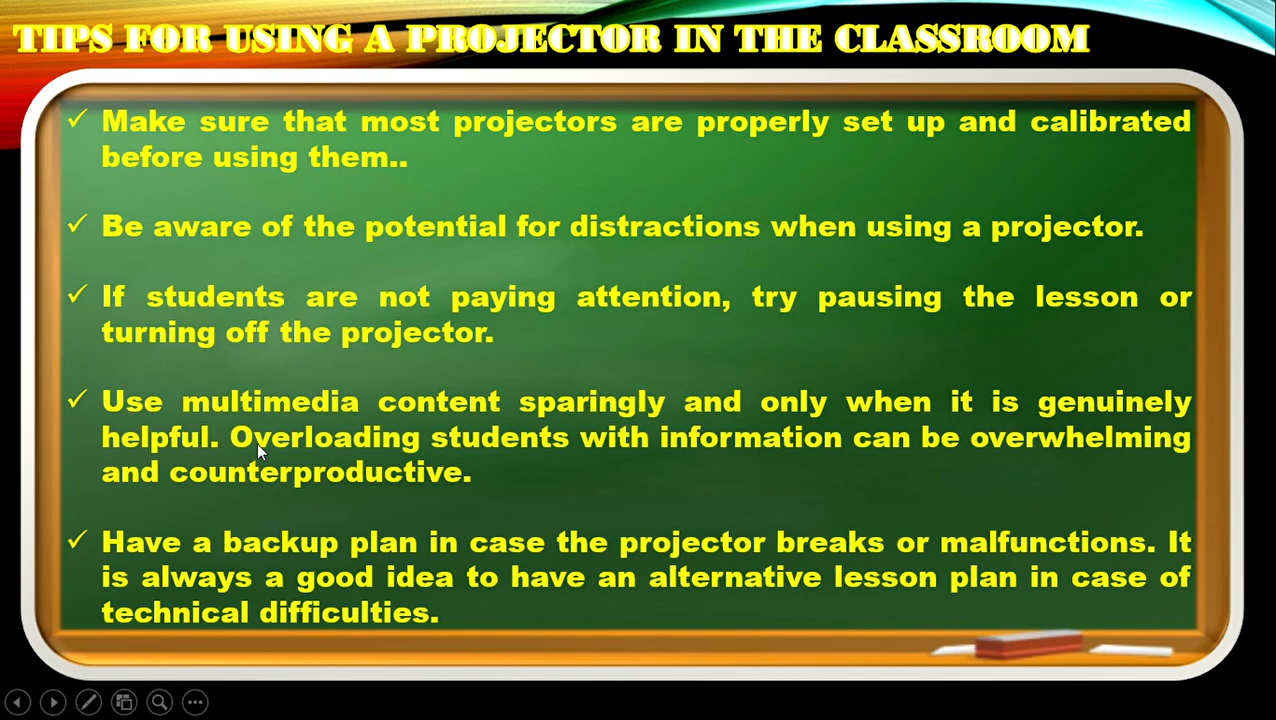 TIPS FOR USING A PROJECTOR IN THE CLASSROOM
✓ Make sure that most projectors are properly set up and calibrated
before using them..
✓ Be aware of the potential for distractions when using a projector.
✓ If students are not paying attention, try pausing the lesson or
turning off the projector.
✓ Use multimedia content sparingly and only when it is genuinely
helpful. Overloading students with information can be overwhelming
and counterproductive.
✓ Have a backup plan in case the projector breaks or malfunctions. It
is always a good idea to have an alternative lesson plan in case of
technical difficulties.